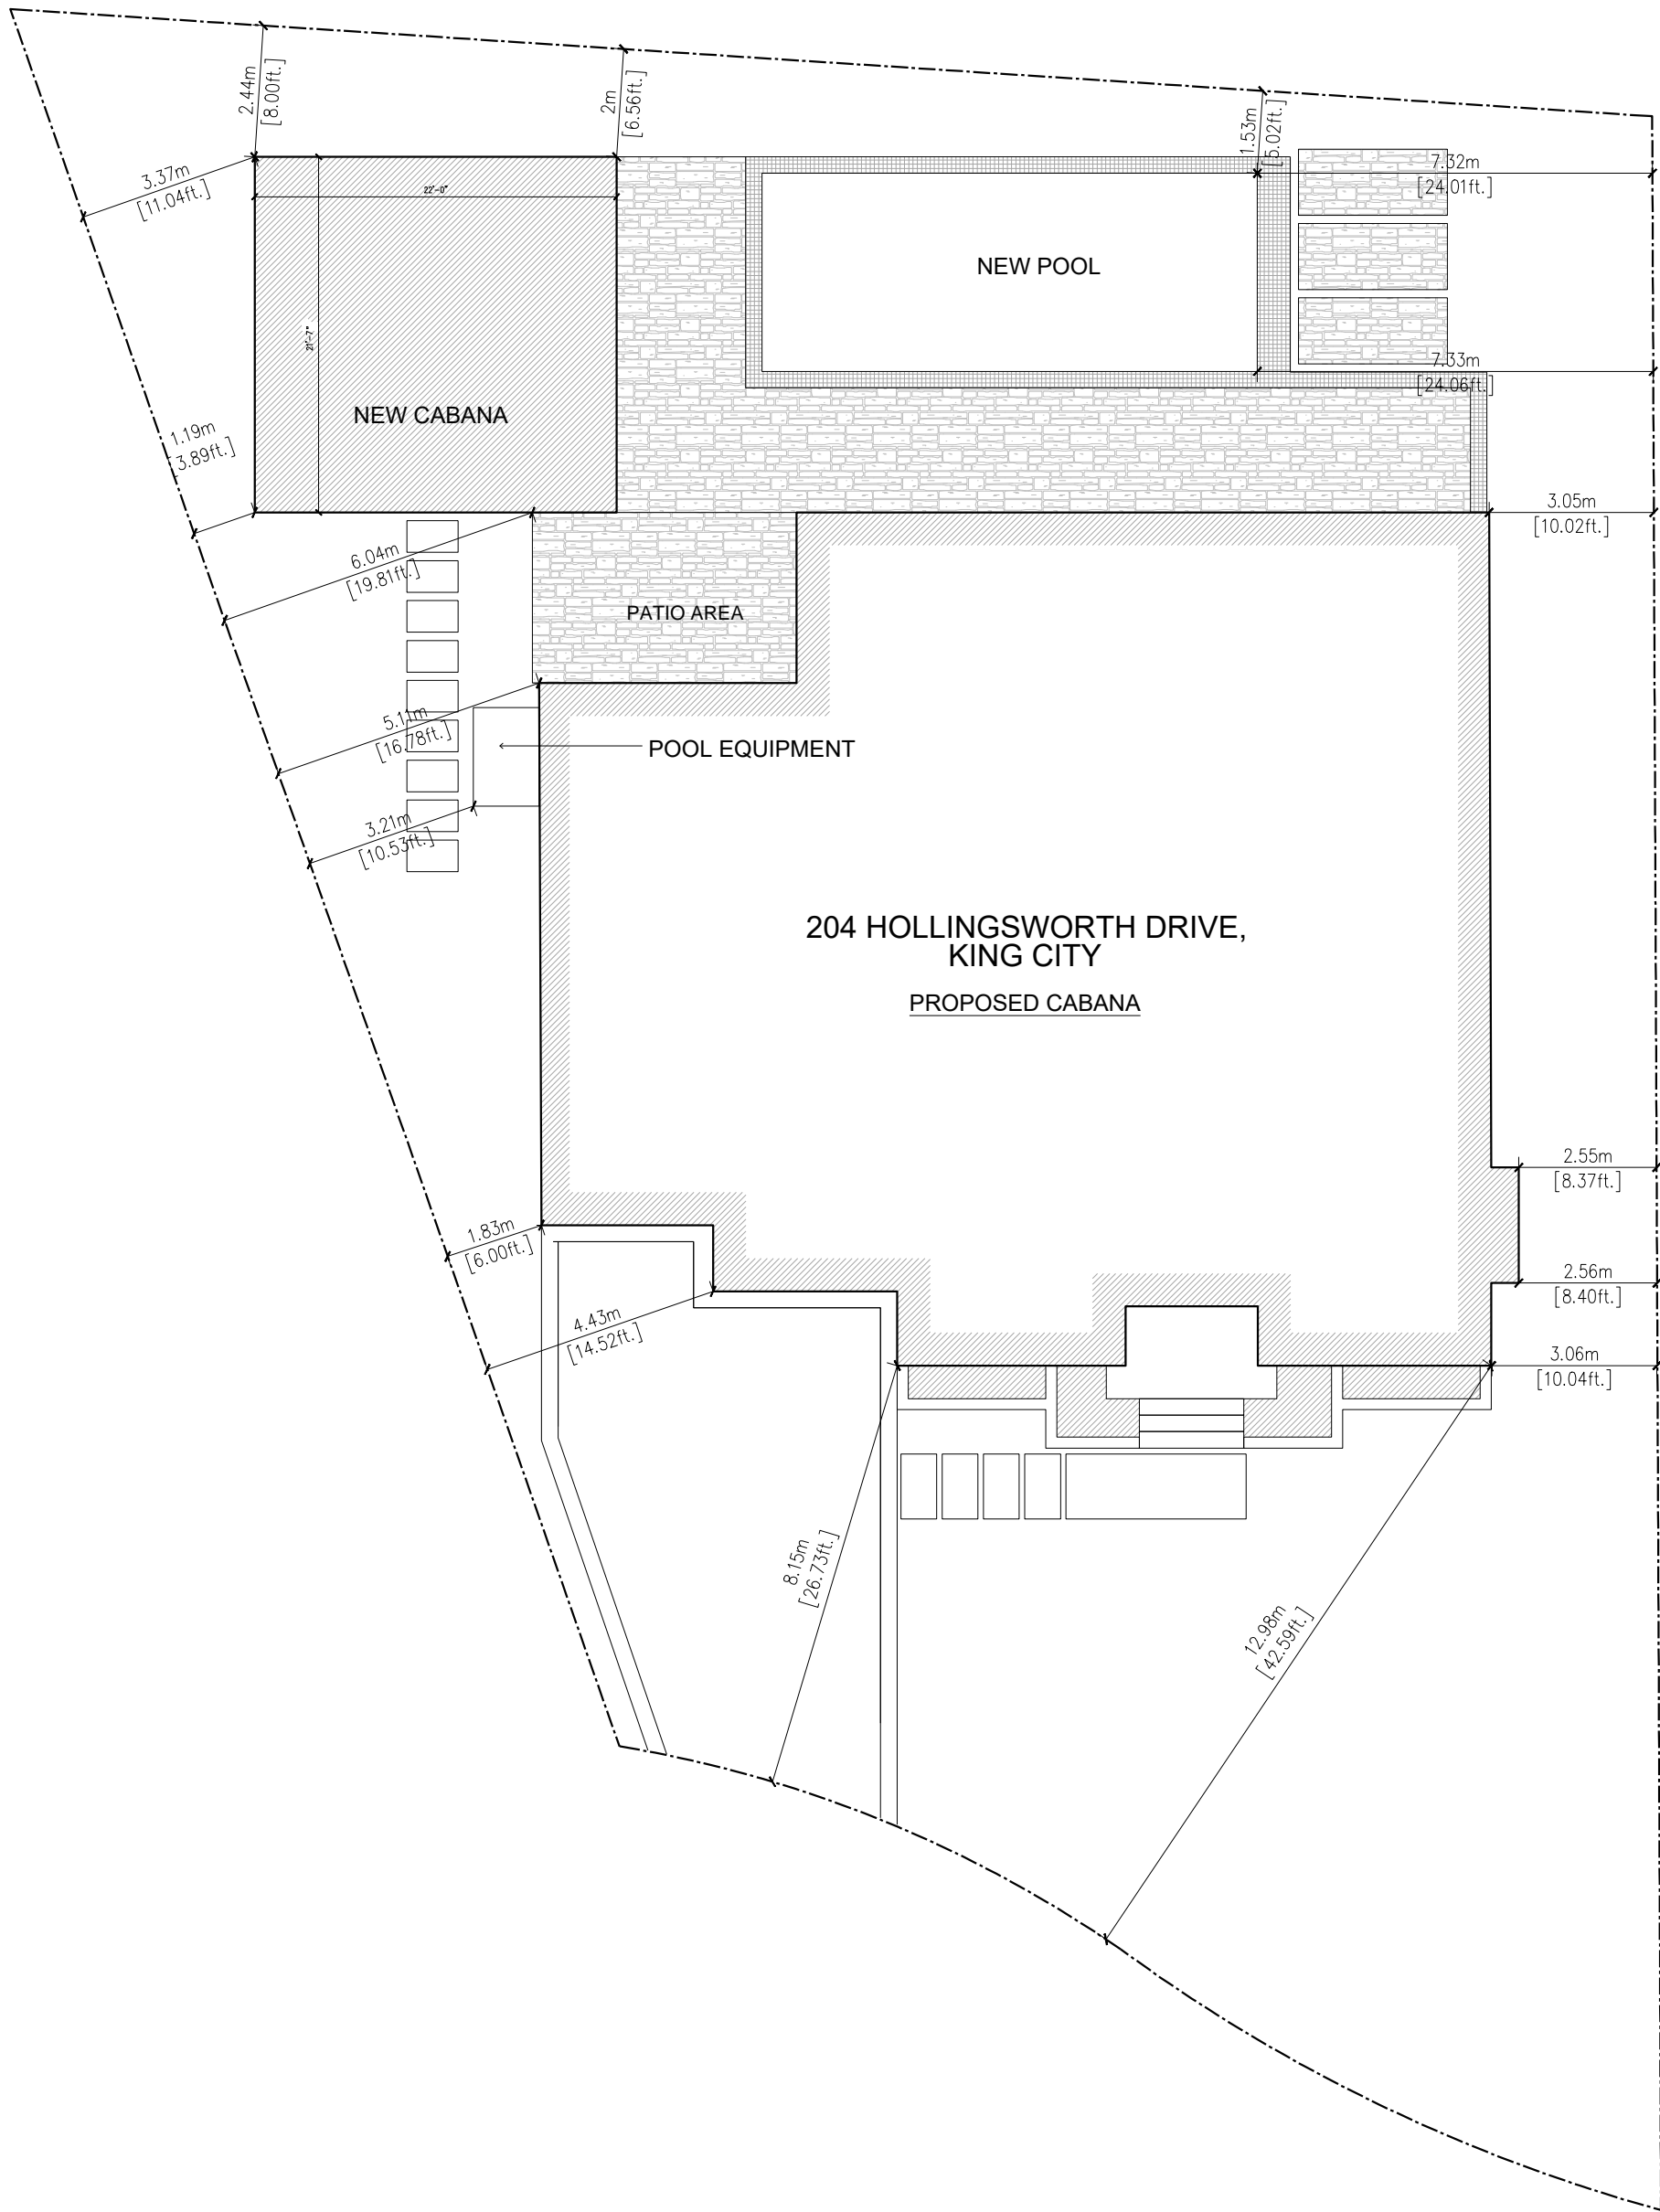 2.44m
[8.00ft.]
2m
[6.56ft.]
1.53m
[5.02ft.]
3.37m
[11.04ft.]
7.32m
[24.01ft.]
22'-0"
NEW POOL
21'-7"
7.33m
[24.06ft.]
NEW CABANA
1.19m
[3.89ft.]
3.05m
[10.02ft.]
6.04m
[19.81ft.]
PATIO AREA
5.11m
[16.78ft.]
POOL EQUIPMENT
3.21m
[10.53ft.]
204 HOLLINGSWORTH DRIVE,
KING CITY
PROPOSED CABANA
2.55m
[8.37ft.]
1.83m
[6.00ft.]
2.56m
[8.40ft.]
4.43m
[14.52ft.]
3.06m
[10.04ft.]
8.15m
[26.73ft.]
12.98m
[42.59ft.]